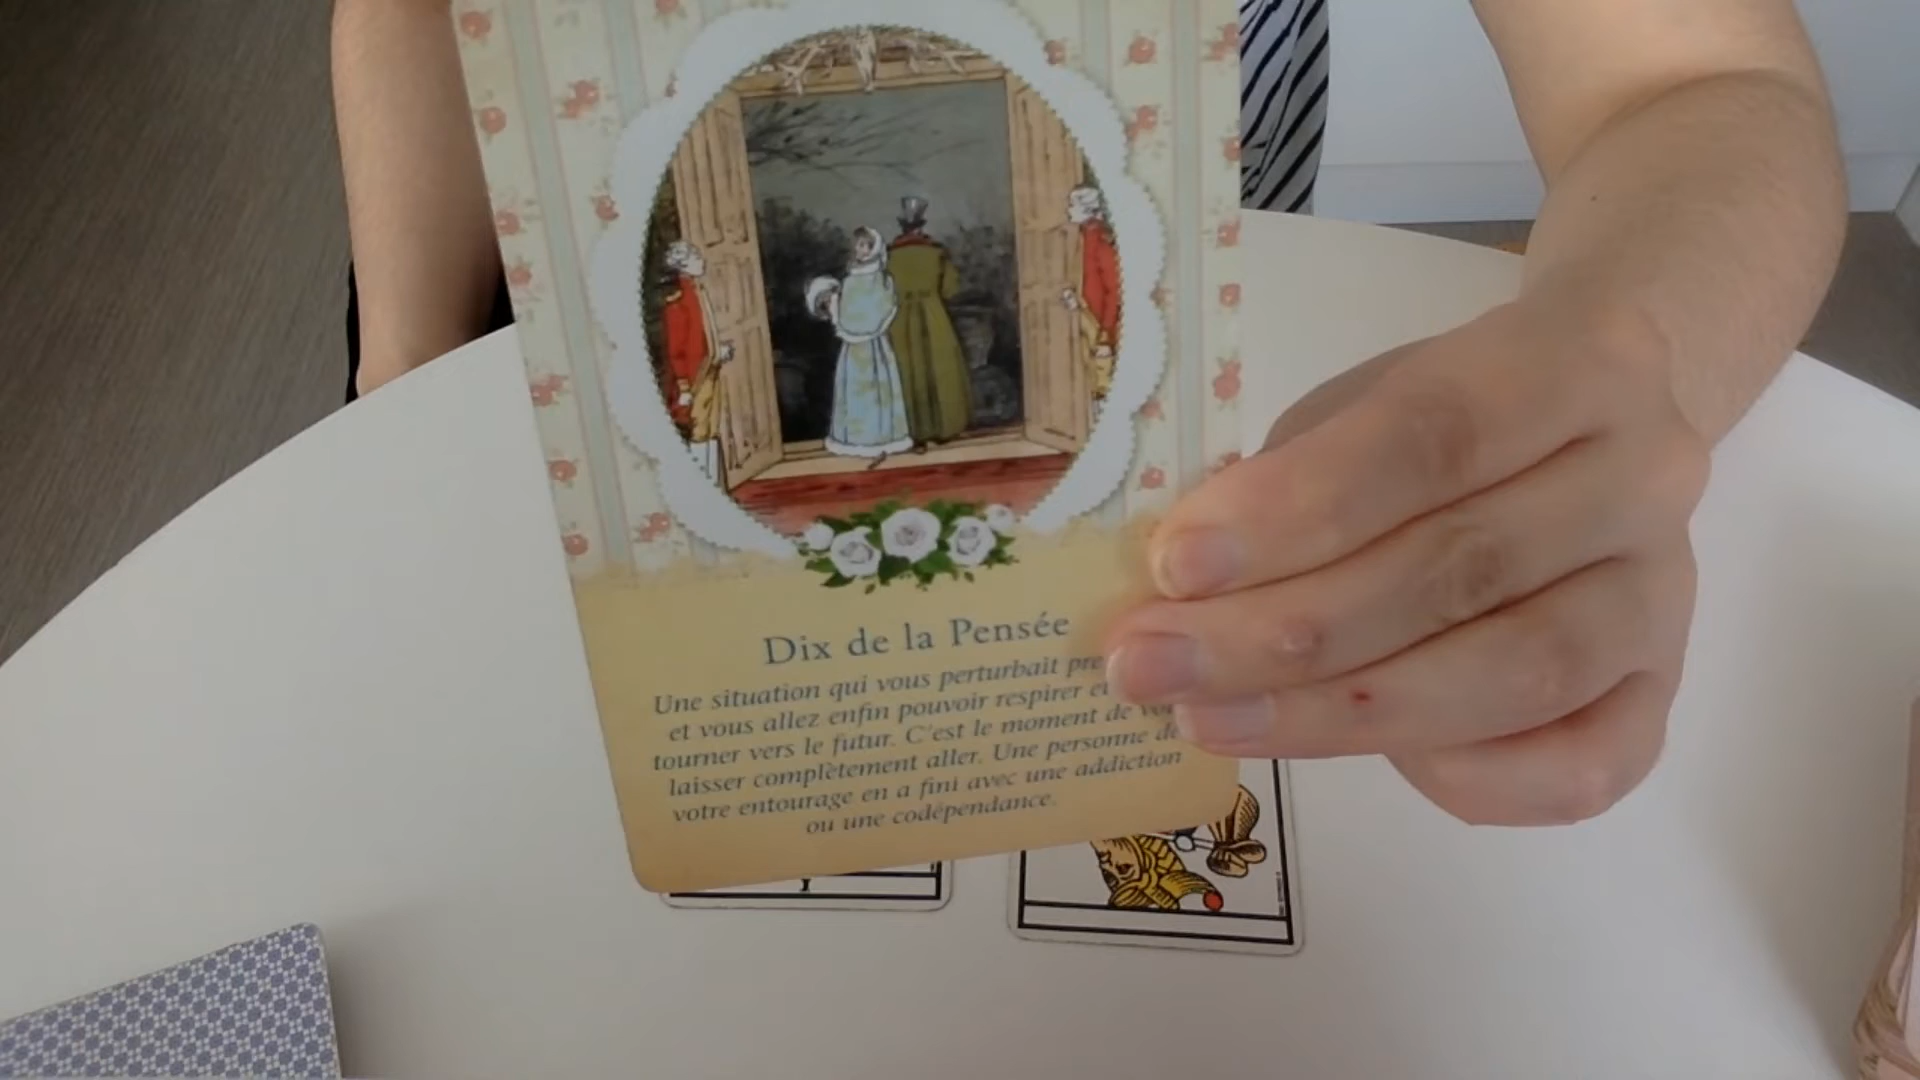 Dix de la Pensée
Une situation qui vous perturbait pre
et vous allez enfin pouvoir respirer et
tourner vers le futur. C'est le moment de
laisser complètement aller. Une personne de
votre entourage en a fini avec une addiction
ou une codépendance.
I